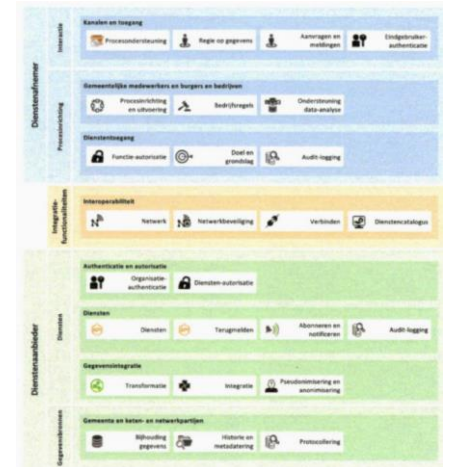 Dienstenafnemer
Interactie
Kanalen en toegang
Procesondersteuning
Regie op gegevens
Aanvragen en
meldingen
Eindgebruiker-
authenticatie
Procesinrichting
Gemeentelijke medewerkers en burgers en bedrijven
Procesinrichting
en uitvoering
Bedrijfsregels
Ondersteuning
data-analyse
Dienstentoegang
Functie-autorisatie
Doel en
grondslag
Audit-logging
Integratie-
functionaliteiten
Interoperabiliteit
Netwerk
Netwerkbeveiliging
Verbinden
Dienstencatalogus
Dienstenaanbieder
Diensten
Authenticatie en autorisatie
Organisatie-
authenticatie
Diensten-autorisatie
Diensten
Diensten
Terugmelden
Abonneren en
notificeren
Audit-logging
Gegevensintegratie
Transformatie
Integratie
Pseudonimisering en
anonimisering
Gegevensbronnen
Gemeente en keten- en netwerkpartijen
Bijhouding
gegevens
Historie en
metadatering
Protocollering